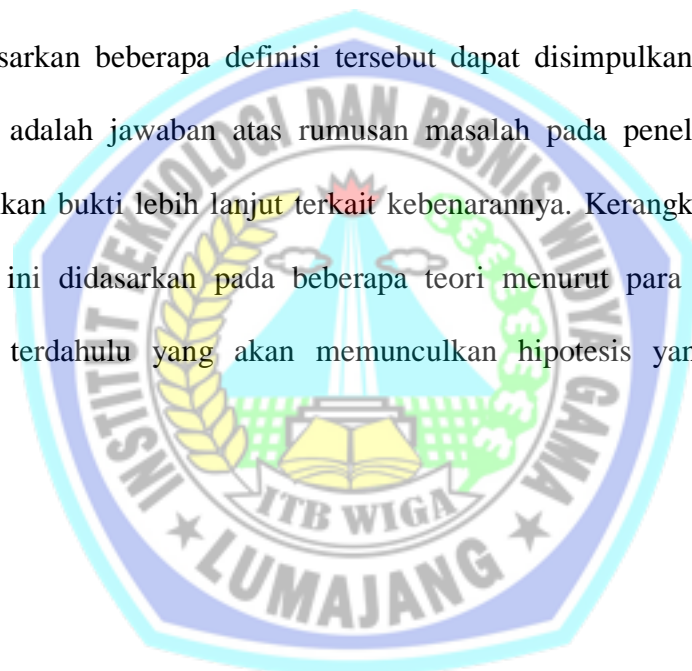 sarkan beberapa definisi tersebut dapat disimpulkan
adalah jawaban atas rumusan masalah pada penel
kan bukti lebih lanjut terkait kebenarannya. Kerangk
ini didasarkan pada beberapa teori menurut para
terdahulu yang akan memunculkan hipotesis yan
INSTITUT TEKNOLOGI DAN BISNIS WIDYA GAMA
ITB WIGA
LUMAJANG